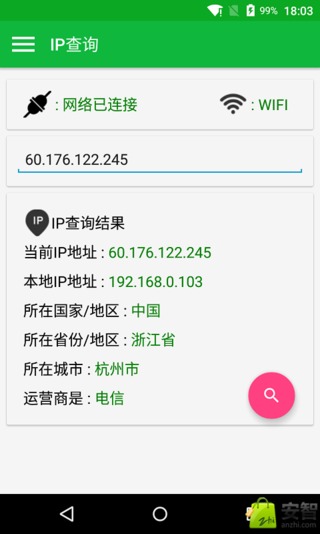 99% 18:03
IP查询
: 网络已连接 : WIFI
60.176.122.245
IP IP查询结果
当前IP地址 : 60.176.122.245
本地IP地址 : 192.168.0.103
所在国家/地区 : 中国
所在省份/地区 : 浙江省
所在城市 : 杭州市
运营商是 : 电信
安智
anzhi.com